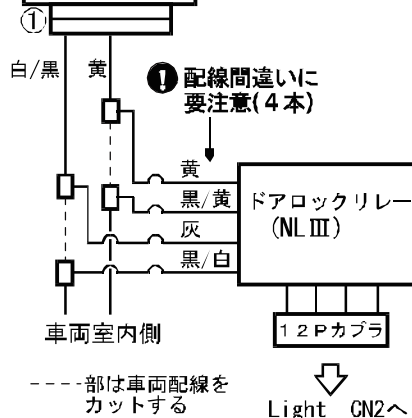 ①
白/黒 黄
!配線間違いに
要注意(4本)
黄
黒/黄
灰
黒/白
ドアロックリレー
(NLⅢ)
12Pカプラ
車両室内側
----部は車両配線を
カットする
Light CN2へ